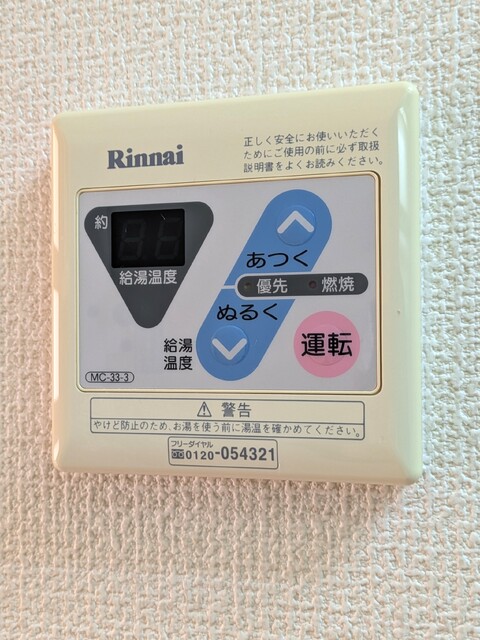 Rinnai
正しく安全にお使いいただく
ためにご使用の前に必ず取扱
説明書をよくお読みください。
約
給湯温度
あつく
優先
燃焼
ぬるく
給湯
温度
運転
MC-33-3
⚠ 警告
やけど防止のため、お湯を使う前に湯温を確かめてください。
フリーダイヤル
0120-054321